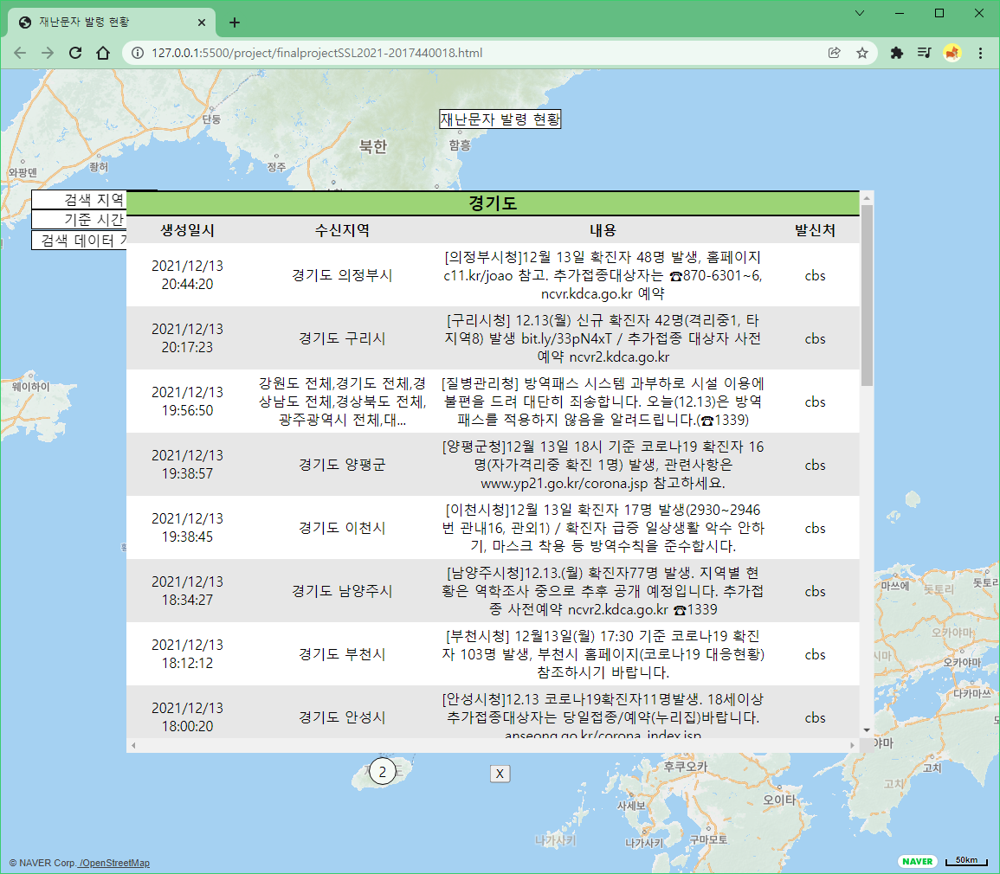 재난문자 발령 현황
127.0.0.1:5500/project/finalprojectSSL2021-2017440018.html
단둥
재난문자 발령 현황
북한
함흥
와팡뎬
좡허
정주
검색 지역
기준 시간
검색 데이터
경기도
생성일시 수신지역 내용 발신처
2021/12/13
20:44:20
경기도 의정부시
[의정부시청]12월 13일 확진자 48명 발생, 홈페이지
c11.kr/joao 참고. 추가접종대상자는 ☎870-6301~6,
ncvr.kdca.go.kr 예약
cbs
2021/12/13
20:17:23
경기도 구리시
[구리시청] 12.13(월) 신규 확진자 42명(격리중1, 타
지역8) 발생 bit.ly/33pN4xT / 추가접종 대상자 사전
예약 ncvr2.kdca.go.kr
cbs
웨이하이
2021/12/13
19:56:50
강원도 전체,경기도 전체,경
상남도 전체,경상북도 전체,
광주광역시 전체,대...
[질병관리청] 방역패스 시스템 과부하로 시설 이용에
불편을 드려 대단히 죄송합니다. 오늘(12.13)은 방역
패스를 적용하지 않음을 알려드립니다.(☎1339)
cbs
2021/12/13
19:38:57
경기도 양평군
[양평군청]12월 13일 18시 기준 코로나19 확진자 16
명(자가격리중 확진 1명) 발생, 관련사항은
www.yp21.go.kr/corona.jsp 참고하세요.
cbs
2021/12/13
19:38:45
경기도 이천시
[이천시청]12월 13일 확진자 17명 발생(2930~2946
번 관내16, 관외1) / 확진자 급증 일상생활 악수 안하
기, 마스크 착용 등 방역수칙을 준수합시다.
cbs
2021/12/13
18:34:27
경기도 남양주시
[남양주시청]12.13.(월) 확진자77명 발생. 지역별 현
황은 역학조사 중으로 추후 공개 예정입니다. 추가접
종 사전예약 ncvr2.kdca.go.kr ☎1339
cbs
마쓰에
돗토리
돗토리
2021/12/13
18:12:12
경기도 부천시
[부천시청] 12월13일(월) 17:30 기준 코로나19 확진
자 103명 발생, 부천시 홈페이지(코로나19 대응현황)
참조하시기 바랍니다.
cbs
오카야마
시마
오카야마
2021/12/13
18:00:20
경기도 안성시
[안성시청]12.13 코로나19확진자11명발생. 18세이상
추가접종대상자는 당일접종/예약(누리집)바랍니다.
anseong.go.kr/corona_index.jsp
cbs
다카마쓰
야마
고치
고치
2
X
후쿠오카
사세보
오이타
나가사키
나가사키
구마모토
© NAVER Corp. /OpenStreetMap
NAVER
50km